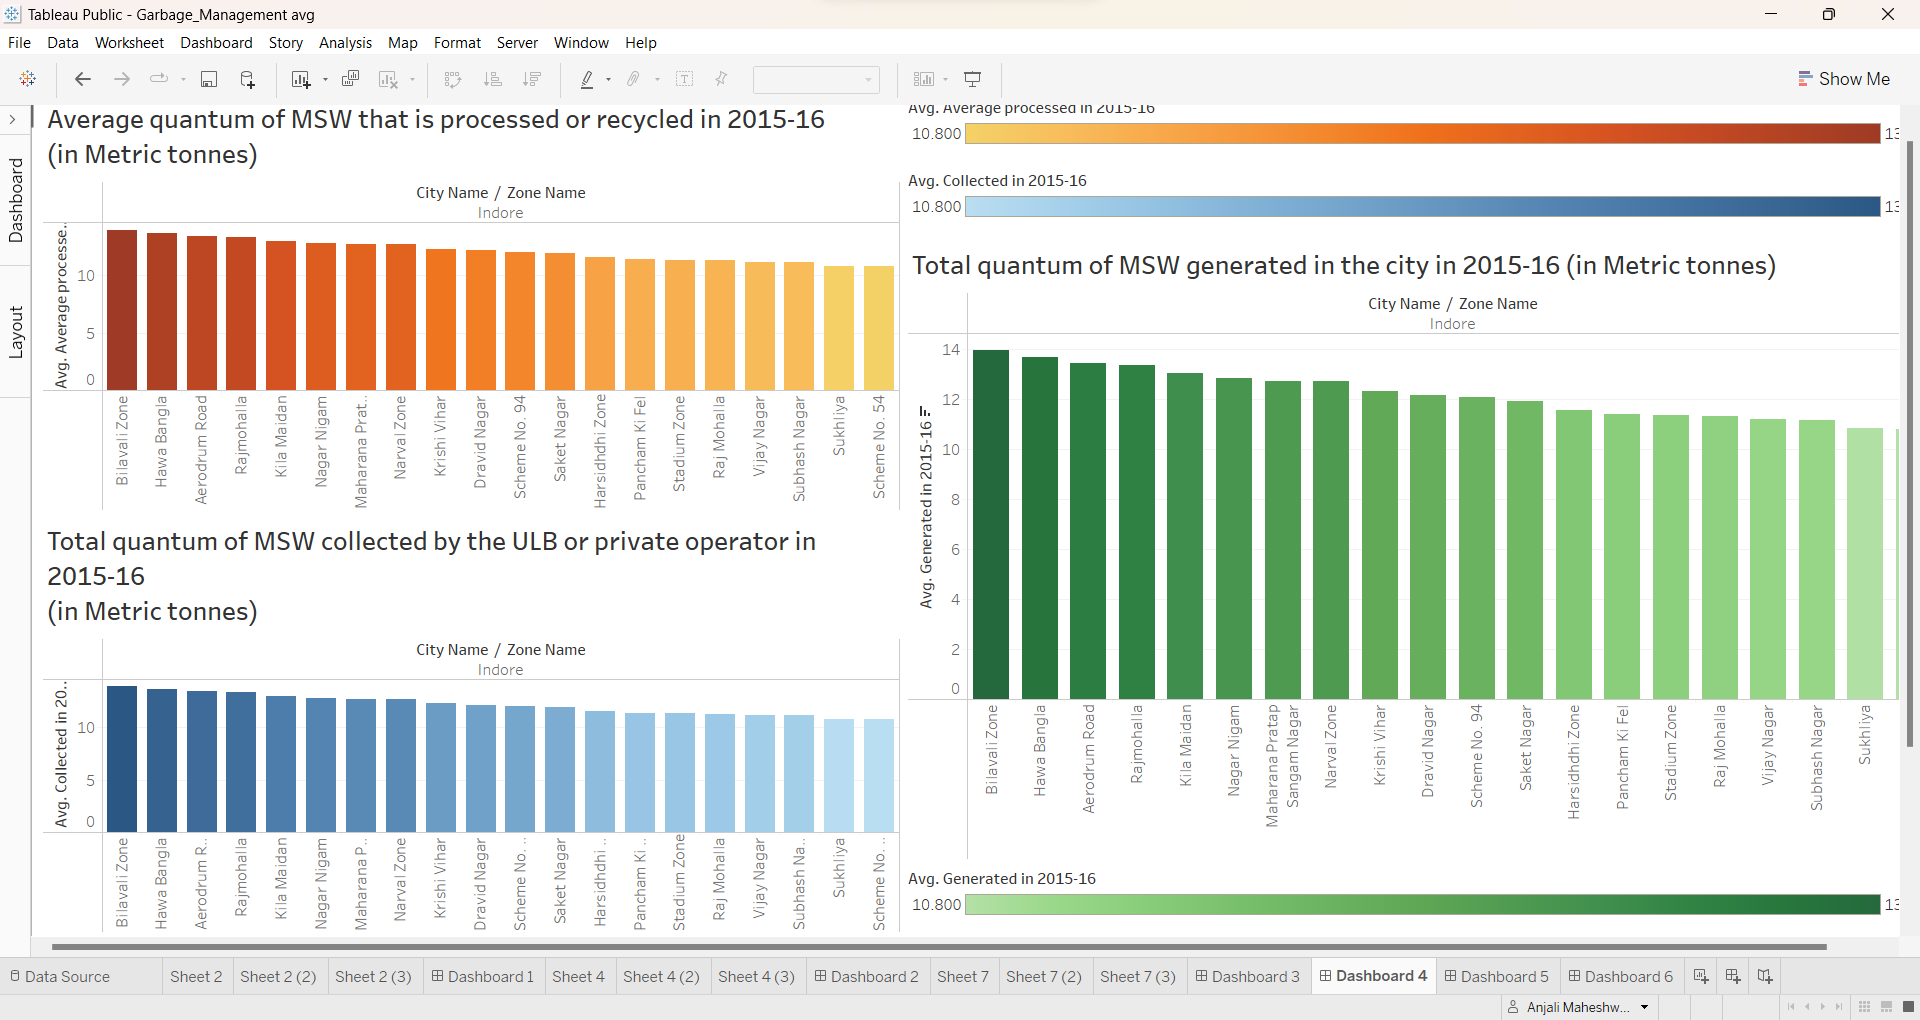 Tableau Public - Garbage_Management avg
File Data Worksheet Dashboard Story Analysis Map Format Server Window Help
Show Me
Dashboard
Layout
Average quantum of MSW that is processed or recycled in 2015-16
(in Metric tonnes)
City Name / Zone Name
Indore
Avg. Average processe..
10
5
0
Bilavali Zone
Hawa Bangla
Aerodrum Road
Rajmohalla
Kila Maidan
Nagar Nigam
Maharana Prat..
Narval Zone
Krishi Vihar
Dravid Nagar
Scheme No. 94
Saket Nagar
Harsidhdhi Zone
Pancham Ki Fel
Stadium Zone
Raj Mohalla
Vijay Nagar
Subhash Nagar
Sukhliya
Scheme No. 54
Total quantum of MSW collected by the ULB or private operator in
2015-16
(in Metric tonnes)
City Name / Zone Name
Indore
Avg. Collected in 20..
10
5
0
Bilavali Zone
Hawa Bangla
Aerodrum R..
Rajmohalla
Kila Maidan
Nagar Nigam
Maharana P..
Narval Zone
Krishi Vihar
Dravid Nagar
Scheme No. ..
Saket Nagar
Harsidhdhi ..
Pancham Ki ..
Stadium Zone
Raj Mohalla
Vijay Nagar
Subhash Na..
Sukhliya
Scheme No. ..
Avg. Average processed in 2015-16
10.800 13
Avg. Collected in 2015-16
10.800 13
Total quantum of MSW generated in the city in 2015-16 (in Metric tonnes)
City Name / Zone Name
Indore
Avg. Generated in 2015-16
14
12
10
8
6
4
2
0
Bilavali Zone
Hawa Bangla
Aerodrum Road
Rajmohalla
Kila Maidan
Nagar Nigam
Maharana Pratap
Sangam Nagar
Narval Zone
Krishi Vihar
Dravid Nagar
Scheme No. 94
Saket Nagar
Harsidhdhi Zone
Pancham Ki Fel
Stadium Zone
Raj Mohalla
Vijay Nagar
Subhash Nagar
Sukhliya
Avg. Generated in 2015-16
10.800 13
Data Source Sheet 2 Sheet 2 (2) Sheet 2 (3) Dashboard 1 Sheet 4 Sheet 4 (2) Sheet 4 (3) Dashboard 2 Sheet 7 Sheet 7 (2) Sheet 7 (3) Dashboard 3 Dashboard 4 Dashboard 5 Dashboard 6
Anjali Maheshw...